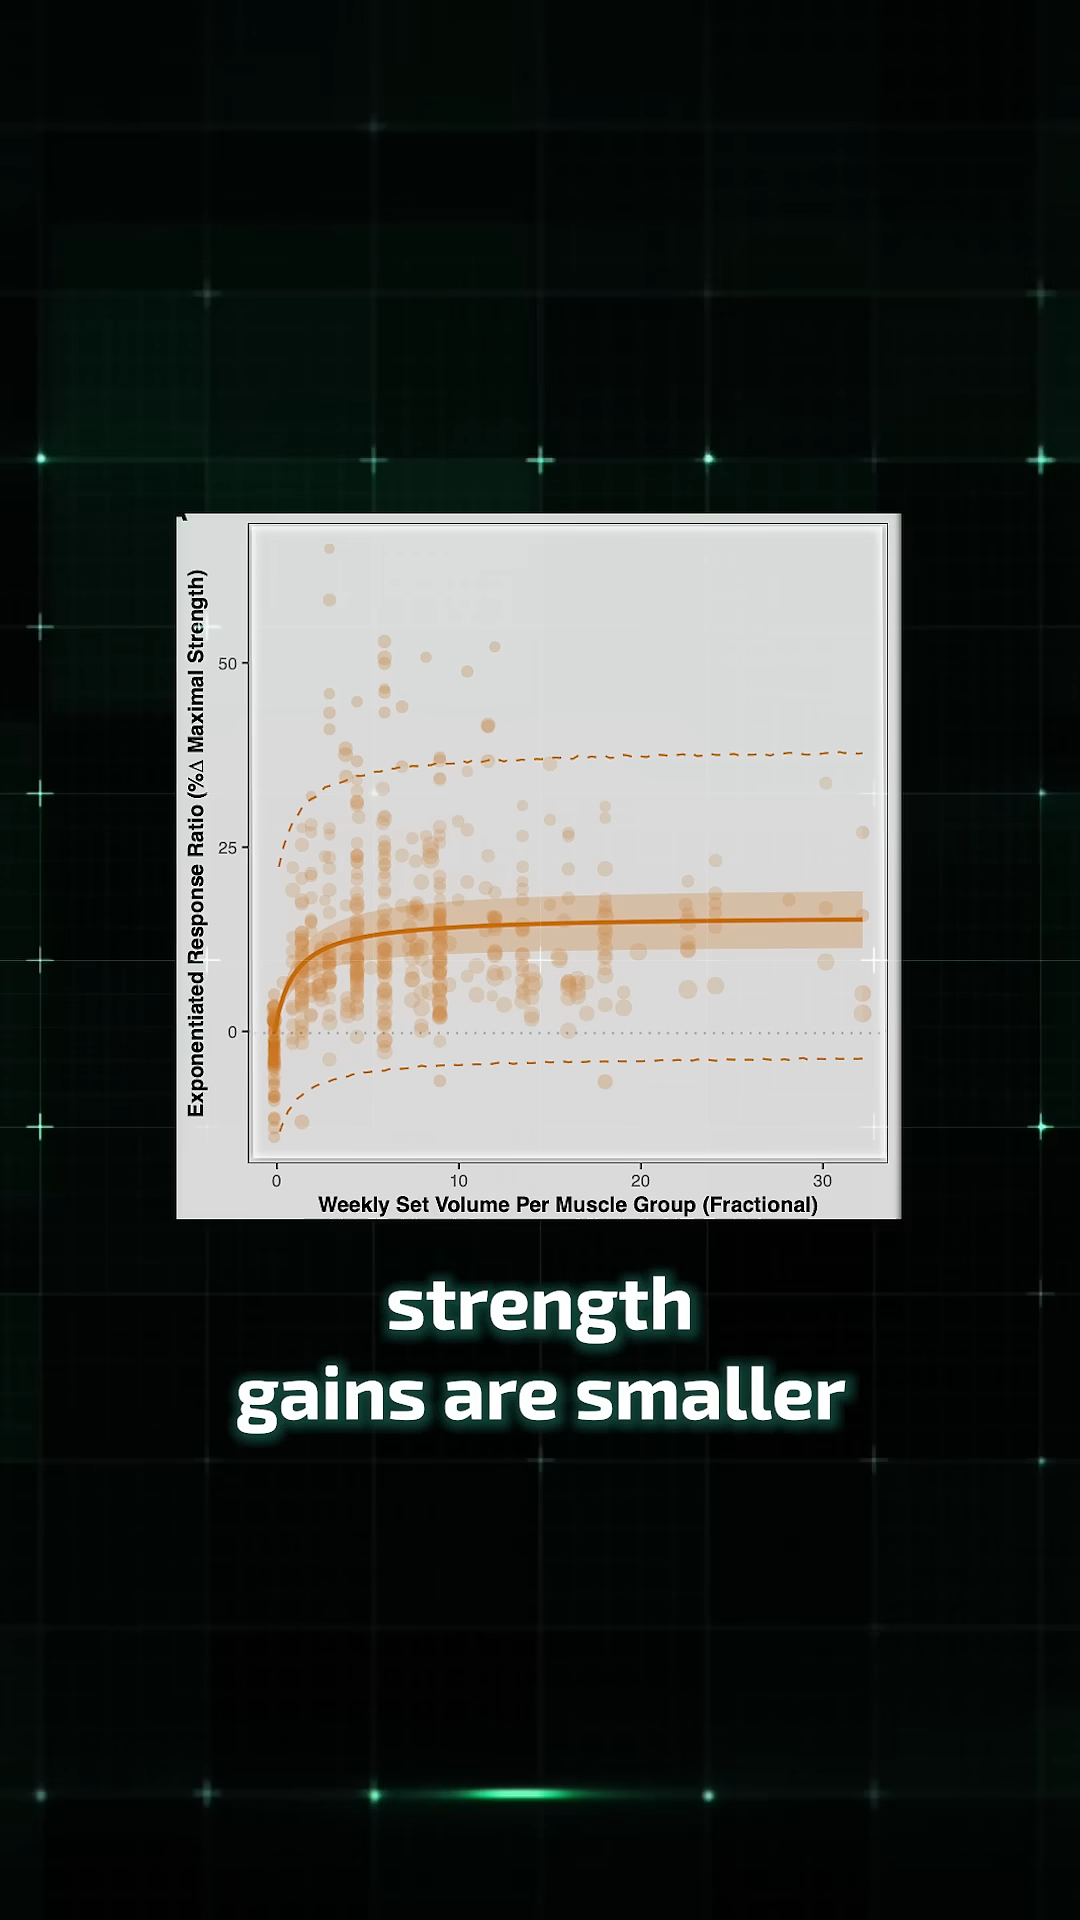 Exponentiated Response Ratio (%Δ Maximal Strength)
50
25
0
0 10 20 30
Weekly Set Volume Per Muscle Group (Fractional)
strength
gains are smaller